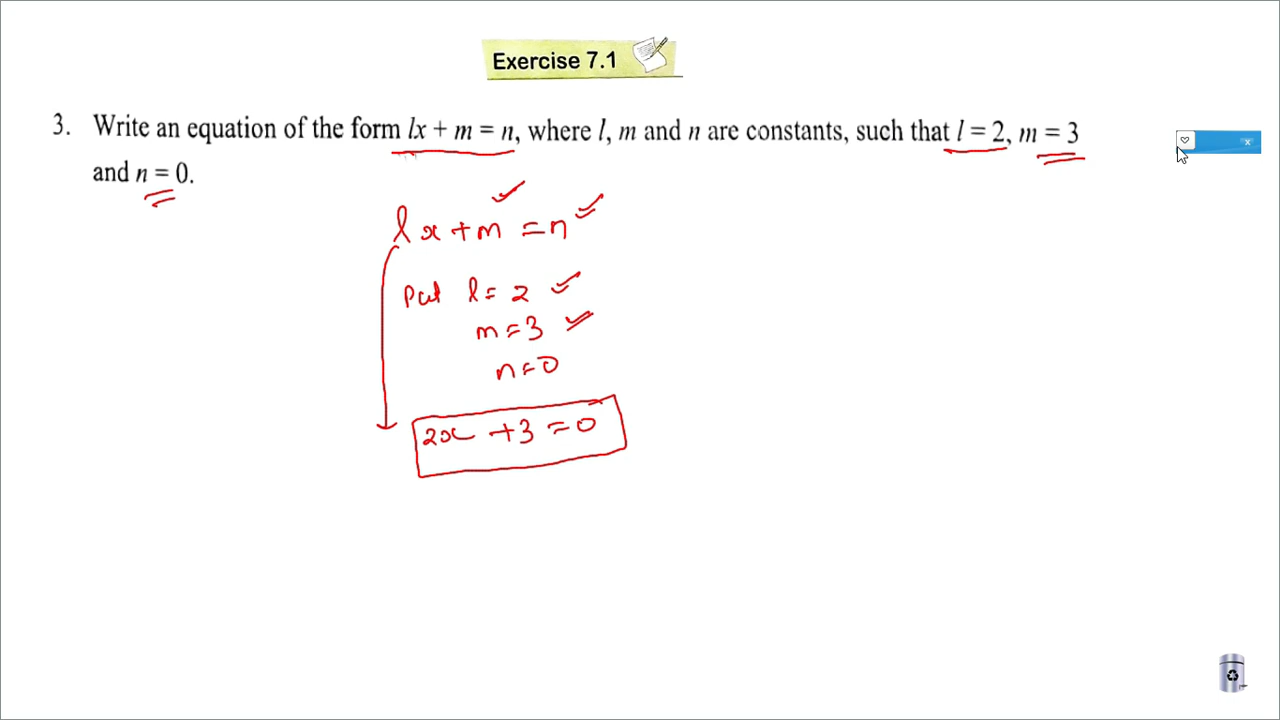 Exercise 7.1
3. Write an equation of the form lx + m = n, where l, m and n are constants, such that l = 2, m = 3
and n = 0.
lx + m = n
Put l = 2
m = 3
n = 0
2x + 3 = 0